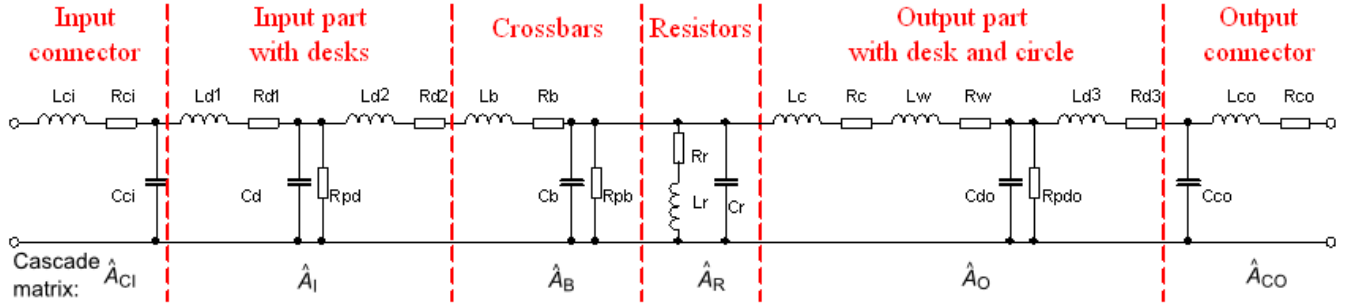 Input connector
Input part with desks
Crossbars
Resistors
Output part with desk and circle
Output connector
Lci Rci Ld1 Rd1 Ld2 Rd2 Lb Rb Lc Rc Lw Rw Ld3 Rd3 Lco Rco
Rr
Cci Cd Rpd Cb Rpb Lr Cr Cdo Rpdo Cco
Cascade matrix: ÂCI ÂI ÂB ÂR ÂO ÂCO